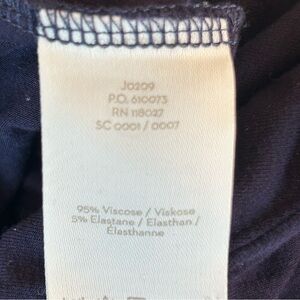 J0209
P.O. 610073
RN 118027
SC 0001 / 0007
95% Viscose / Viskose
5% Elastane / Elasthan /
Élasthanne